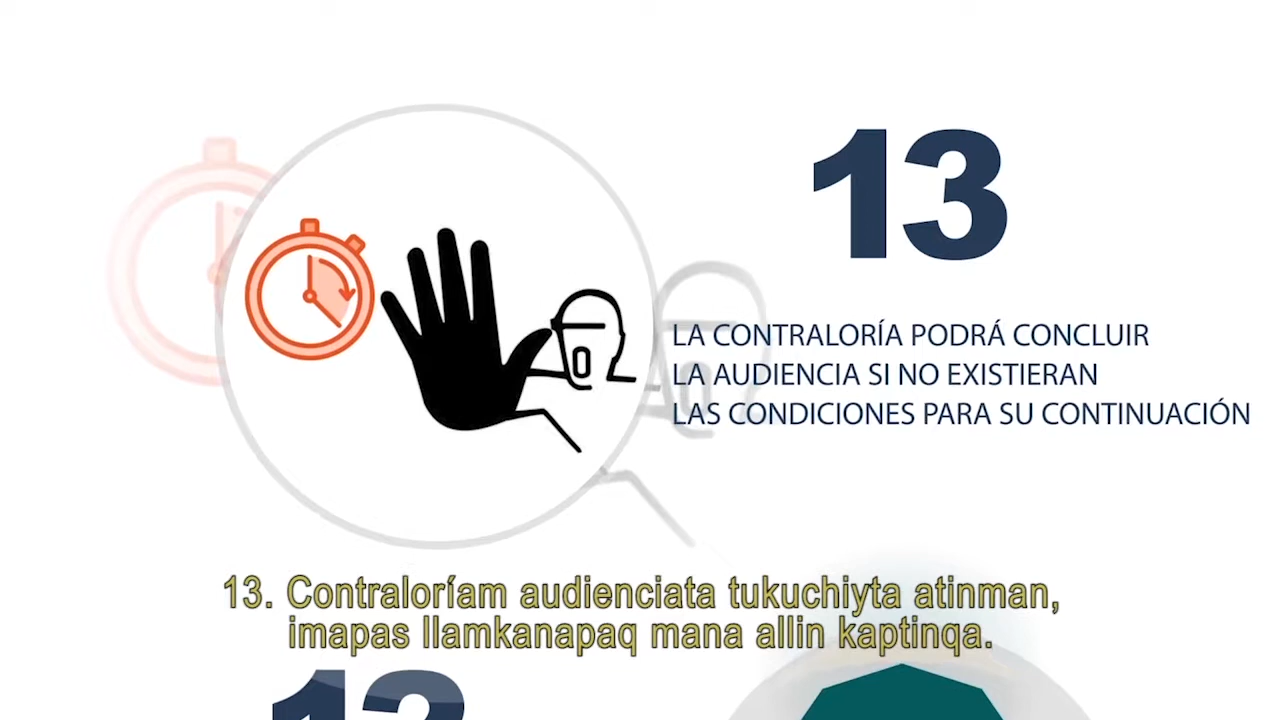 13
LA CONTRALORÍA PODRÁ CONCLUIR
LA AUDIENCIA SI NO EXISTIERAN
LAS CONDICIONES PARA SU CONTINUACIÓN
13. Contraloríam audienciata tukuchiyta atinman,
imapas llamkanapaq mana allin kaptinqa.
12